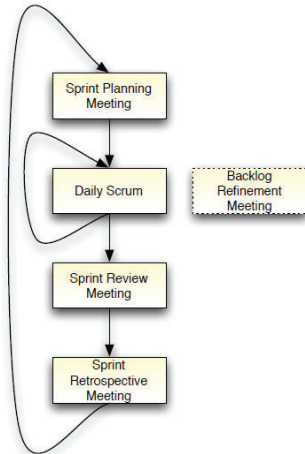 Sprint Planning
Meeting
Daily Scrum
Backlog
Refinement
Meeting
Sprint Review
Meeting
Sprint
Retrospective
Meeting